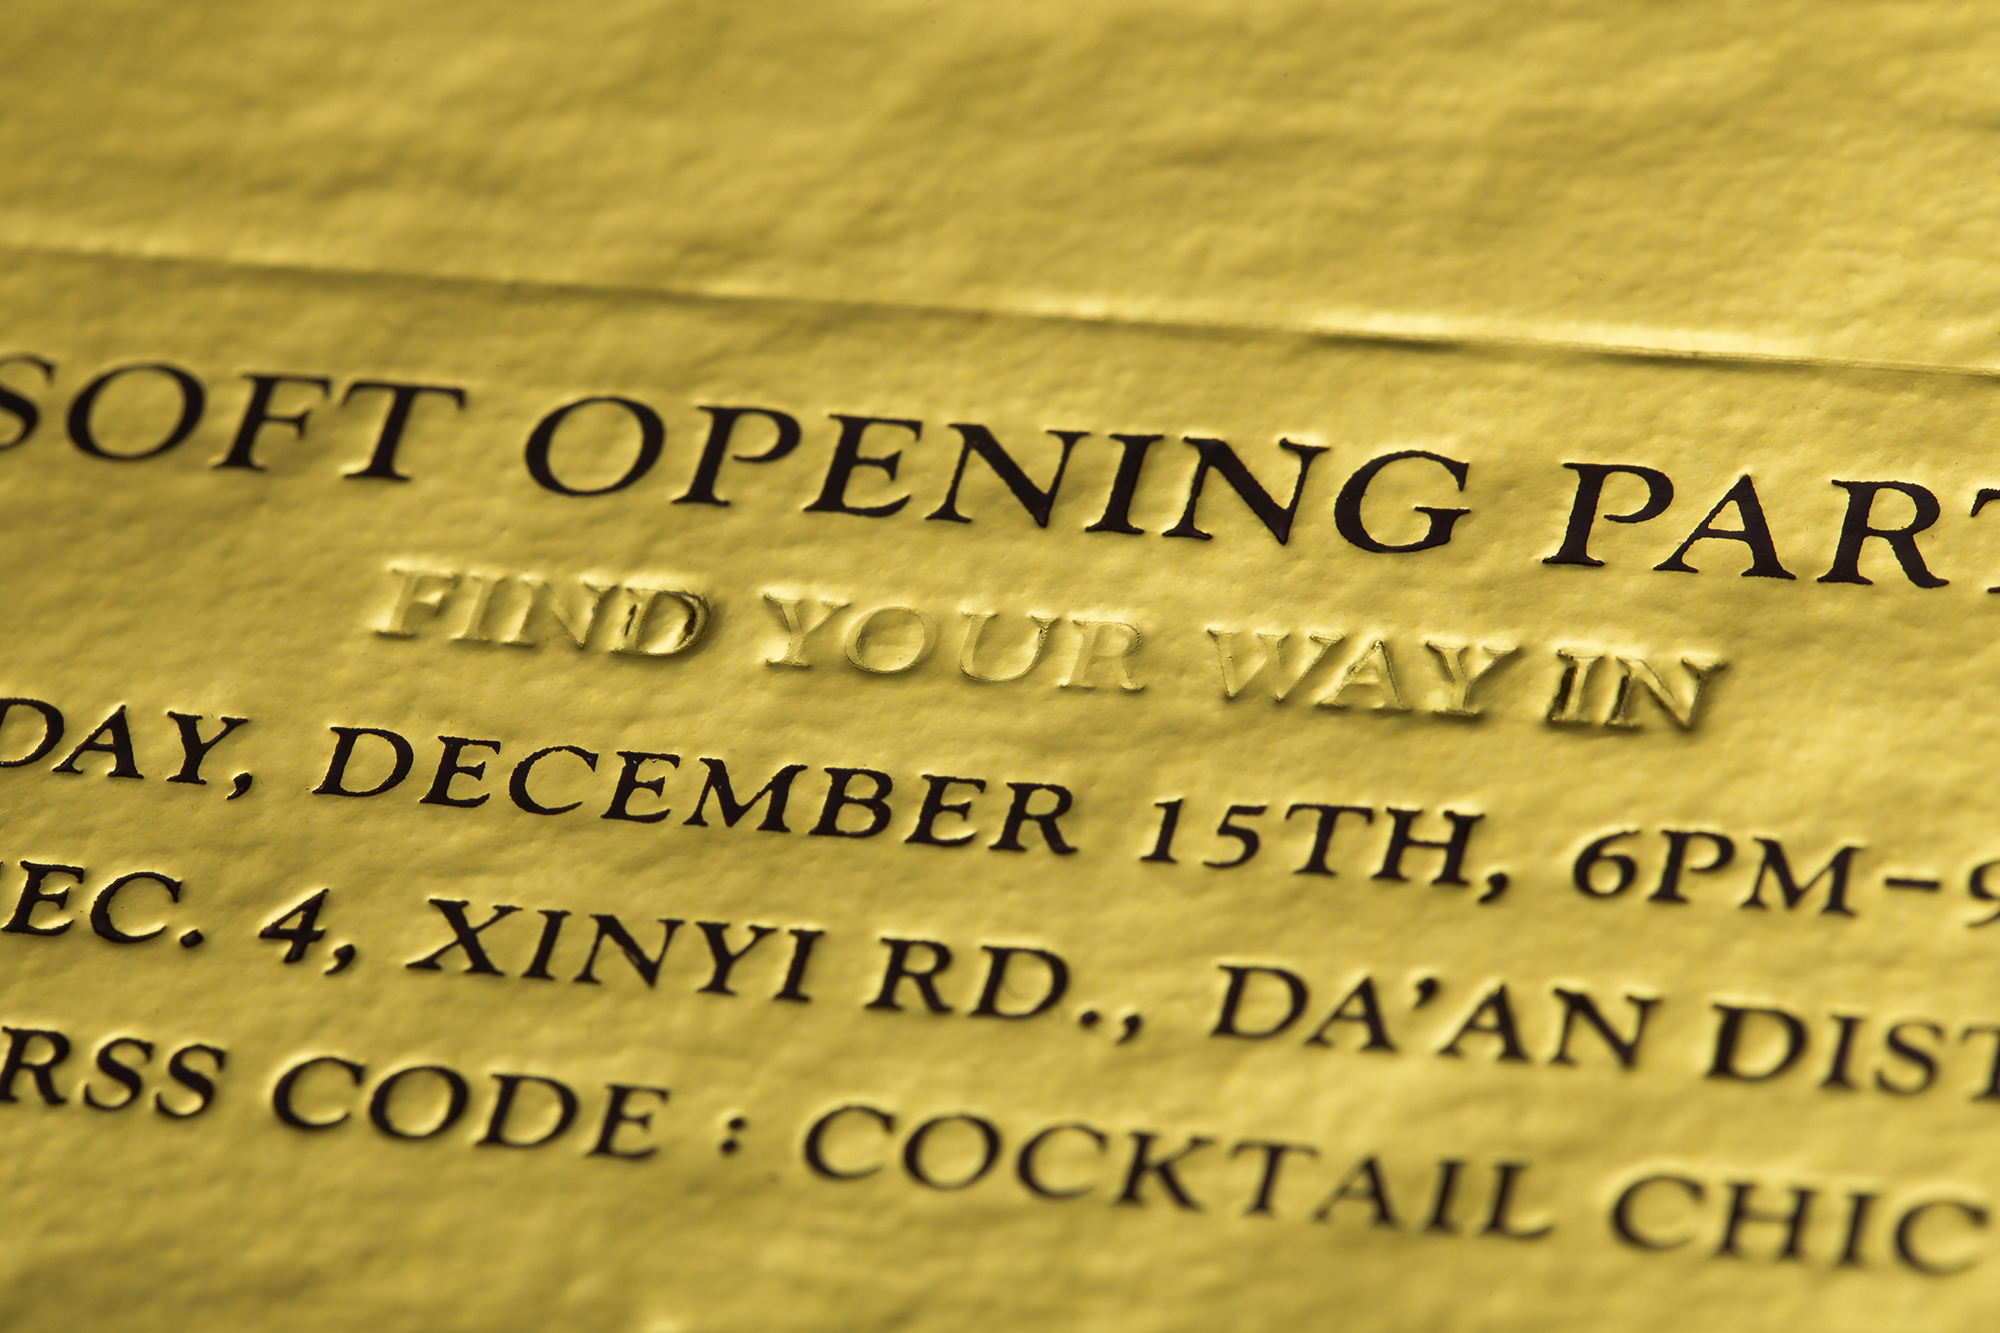 SOFT OPENING PART
FIND YOUR WAY IN
DAY, DECEMBER 15TH, 6PM-9
EC. 4, XINYI RD., DA'AN DIST
RSS CODE : COCKTAIL CHIC